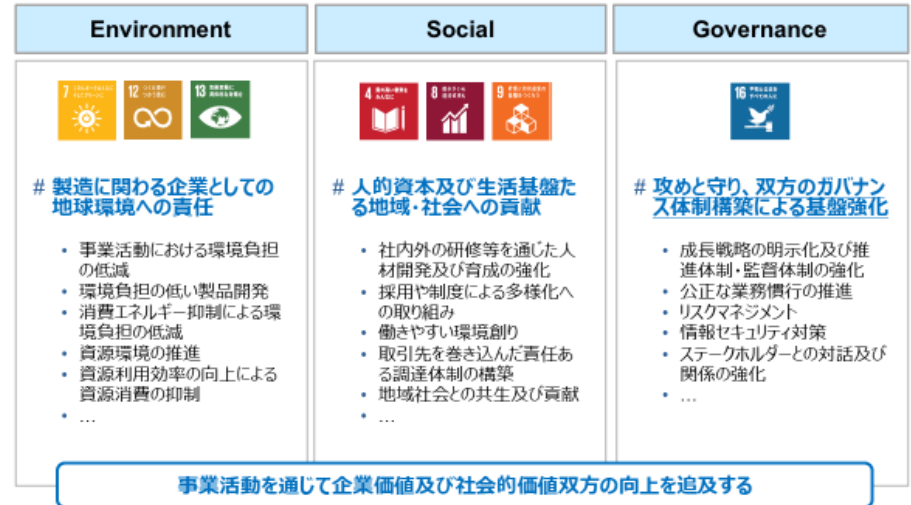 Environment
Social
Governance
7
12
13
4
8
9
16
# 製造に関わる企業としての
地球環境への責任
• 事業活動における環境負担
の低減
• 環境負担の低い製品開発
• 消費エネルギー抑制による環
境負担の低減
• 資源環境の推進
• 資源利用効率の向上による
資源消費の抑制
• …
# 人的資本及び生活基盤た
る地域・社会への貢献
• 社内外の研修等を通じた人
材開発及び育成の強化
• 採用や制度による多様化へ
の取り組み
• 働きやすい環境創り
• 取引先を巻き込んだ責任あ
る調達体制の構築
• 地域社会との共生及び貢献
• …
# 攻めと守り、双方のガバナン
ス体制構築による基盤強化
• 成長戦略の明示化及び推
進体制・監督体制の強化
• 公正な業務慣行の推進
• リスクマネジメント
• 情報セキュリティ対策
• ステークホルダーとの対話及び
関係の強化
• …
事業活動を通じて企業価値及び社会的価値双方の向上を追及する